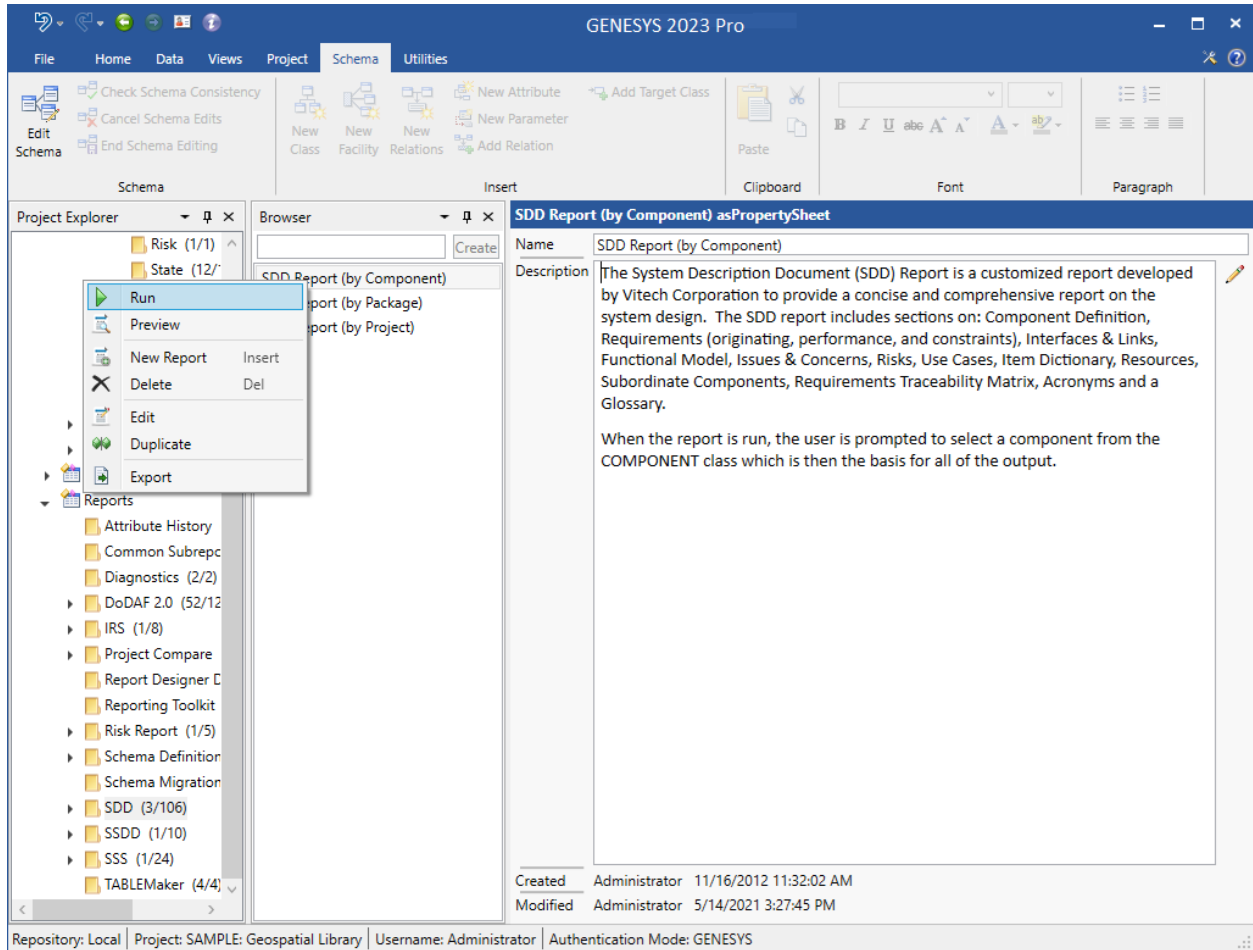 GENESYS 2023 Pro
File Home Data Views Project Schema Utilities
Edit Schema
Check Schema Consistency
Cancel Schema Edits
End Schema Editing
Schema
New Class
New Facility
New Relations
New Attribute
New Parameter
Add Relation
Add Target Class
Insert
Paste
Clipboard
B I U abc A A A ab
Font
Paragraph
Project Explorer
Risk (1/1)
State (12/
Run
Preview
New Report Insert
Delete Del
Edit
Duplicate
Export
Reports
Attribute History
Common Subrepo
Diagnostics (2/2)
DoDAF 2.0 (52/12
IRS (1/8)
Project Compare
Report Designer D
Reporting Toolkit
Risk Report (1/5)
Schema Definition
Schema Migration
SDD (3/106)
SSDD (1/10)
SSS (1/24)
TABLEMaker (4/4)
Browser
Create
SDD Report (by Component)
port (by Package)
port (by Project)
SDD Report (by Component) asPropertySheet
Name SDD Report (by Component)
Description
The System Description Document (SDD) Report is a customized report developed
by Vitech Corporation to provide a concise and comprehensive report on the
system design. The SDD report includes sections on: Component Definition,
Requirements (originating, performance, and constraints), Interfaces & Links,
Functional Model, Issues & Concerns, Risks, Use Cases, Item Dictionary, Resources,
Subordinate Components, Requirements Traceability Matrix, Acronyms and a
Glossary.
When the report is run, the user is prompted to select a component from the
COMPONENT class which is then the basis for all of the output.
Created Administrator 11/16/2012 11:32:02 AM
Modified Administrator 5/14/2021 3:27:45 PM
Repository: Local Project: SAMPLE: Geospatial Library Username: Administrator Authentication Mode: GENESYS